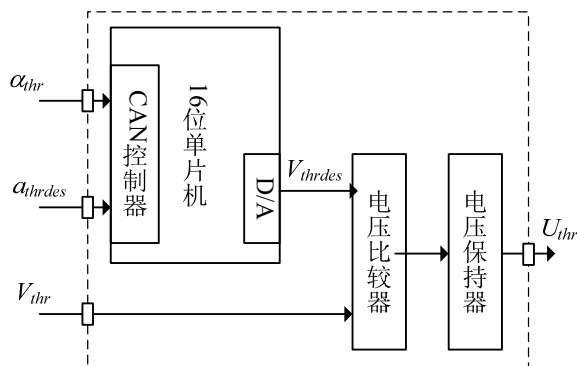 α_thr
a_thrdes
V_thr
CAN控制器
16位单片机
D/A
V_thrdes
电压比较器
电压保持器
U_thr